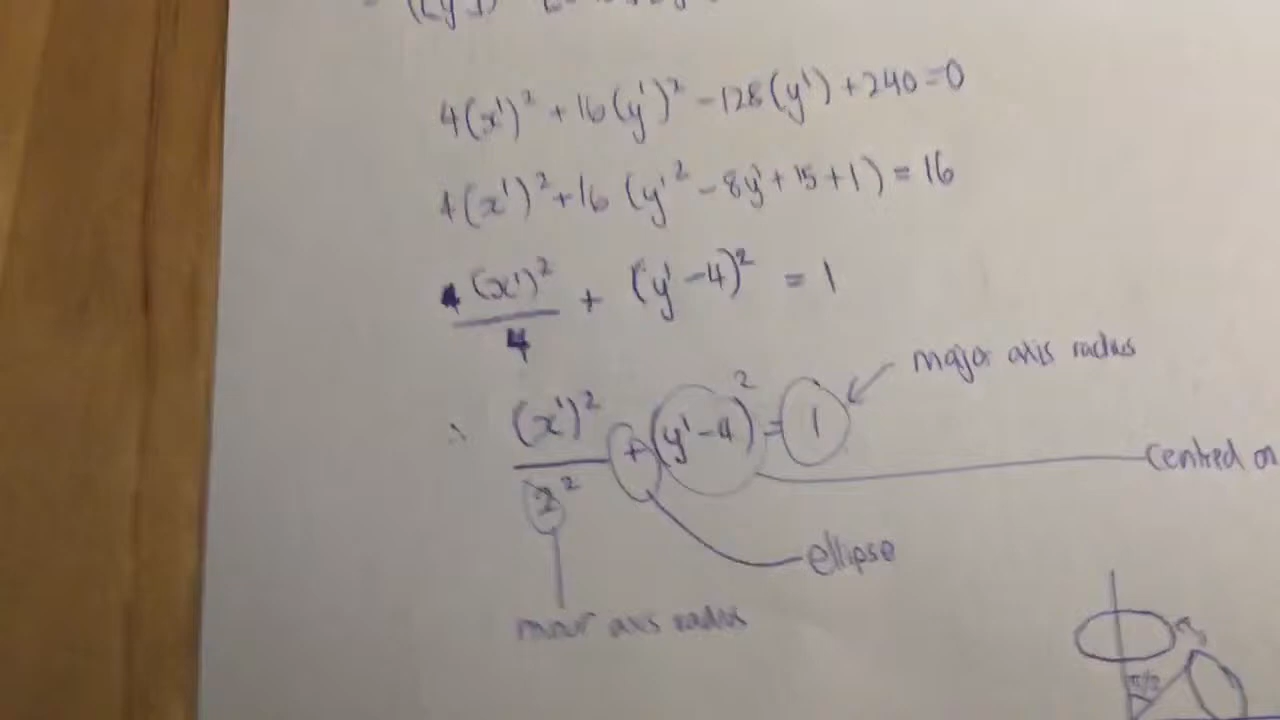 4(x')² + 16(y')² - 128(y') + 240 = 0
4(x')² + 16 (y'² - 8y' + 15 + 1) = 16
(x')²/4 + (y' - 4)² = 1
major axis radius
∴ (x')²/2² + (y' - 4)² = 1
centred on
ellipse
minor axis radius
π/2